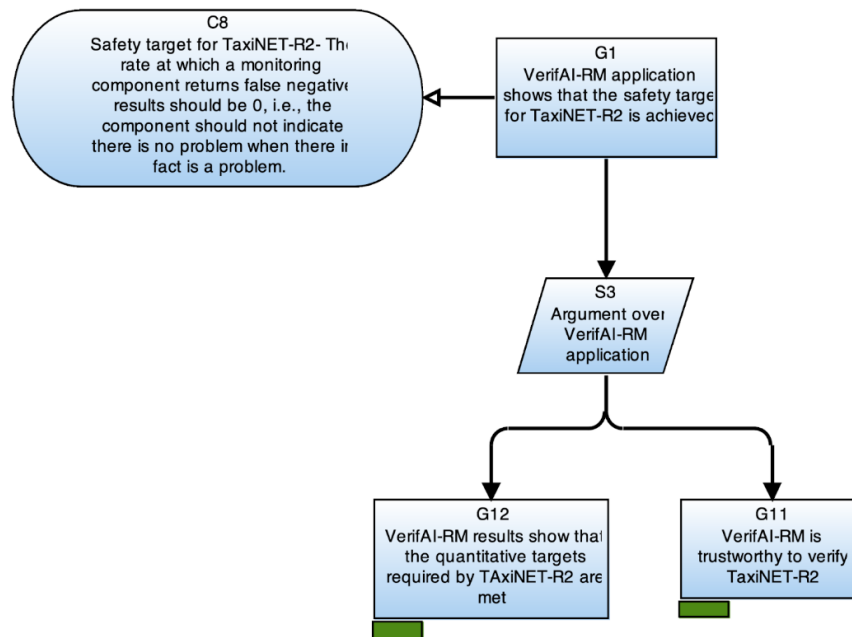 C8
Safety target for TaxiNET-R2- The
rate at which a monitoring
component returns false negative
results should be 0, i.e., the
component should not indicate
there is no problem when there in
fact is a problem.
G1
VerifAI-RM application
shows that the safety targe
for TaxiNET-R2 is achieved
S3
Argument over
VerifAI-RM
application
G12
VerifAI-RM results show that
the quantitative targets
required by TAxiNET-R2 are
met
G11
VerifAI-RM is
trustworthy to verify
TaxiNET-R2